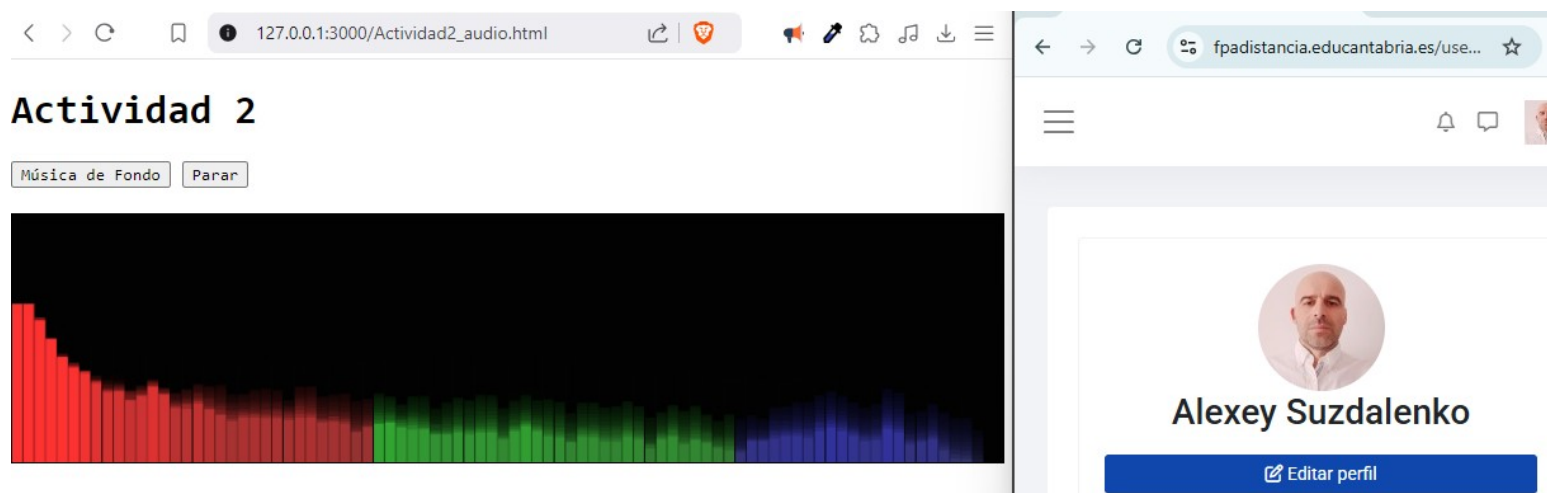 127.0.0.1:3000/Actividad2_audio.html
Actividad 2
Música de Fondo
Parar
fpadistancia.educantabria.es/use...
Alexey Suzdalenko
Editar perfil